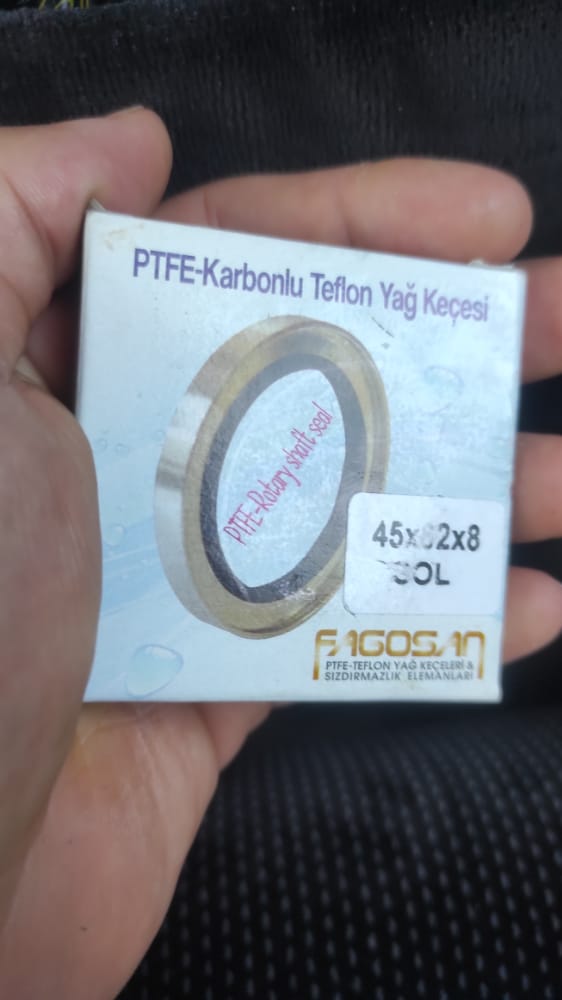 PTFE-Karbonlu Teflon Yağ Keçesi
PTFE-Rotary shaft seal
45x62x8
SOL
FAGOSAN
PTFE-TEFLON YAĞ KEÇELERİ &
SIZDIRMAZLIK ELEMANLARI